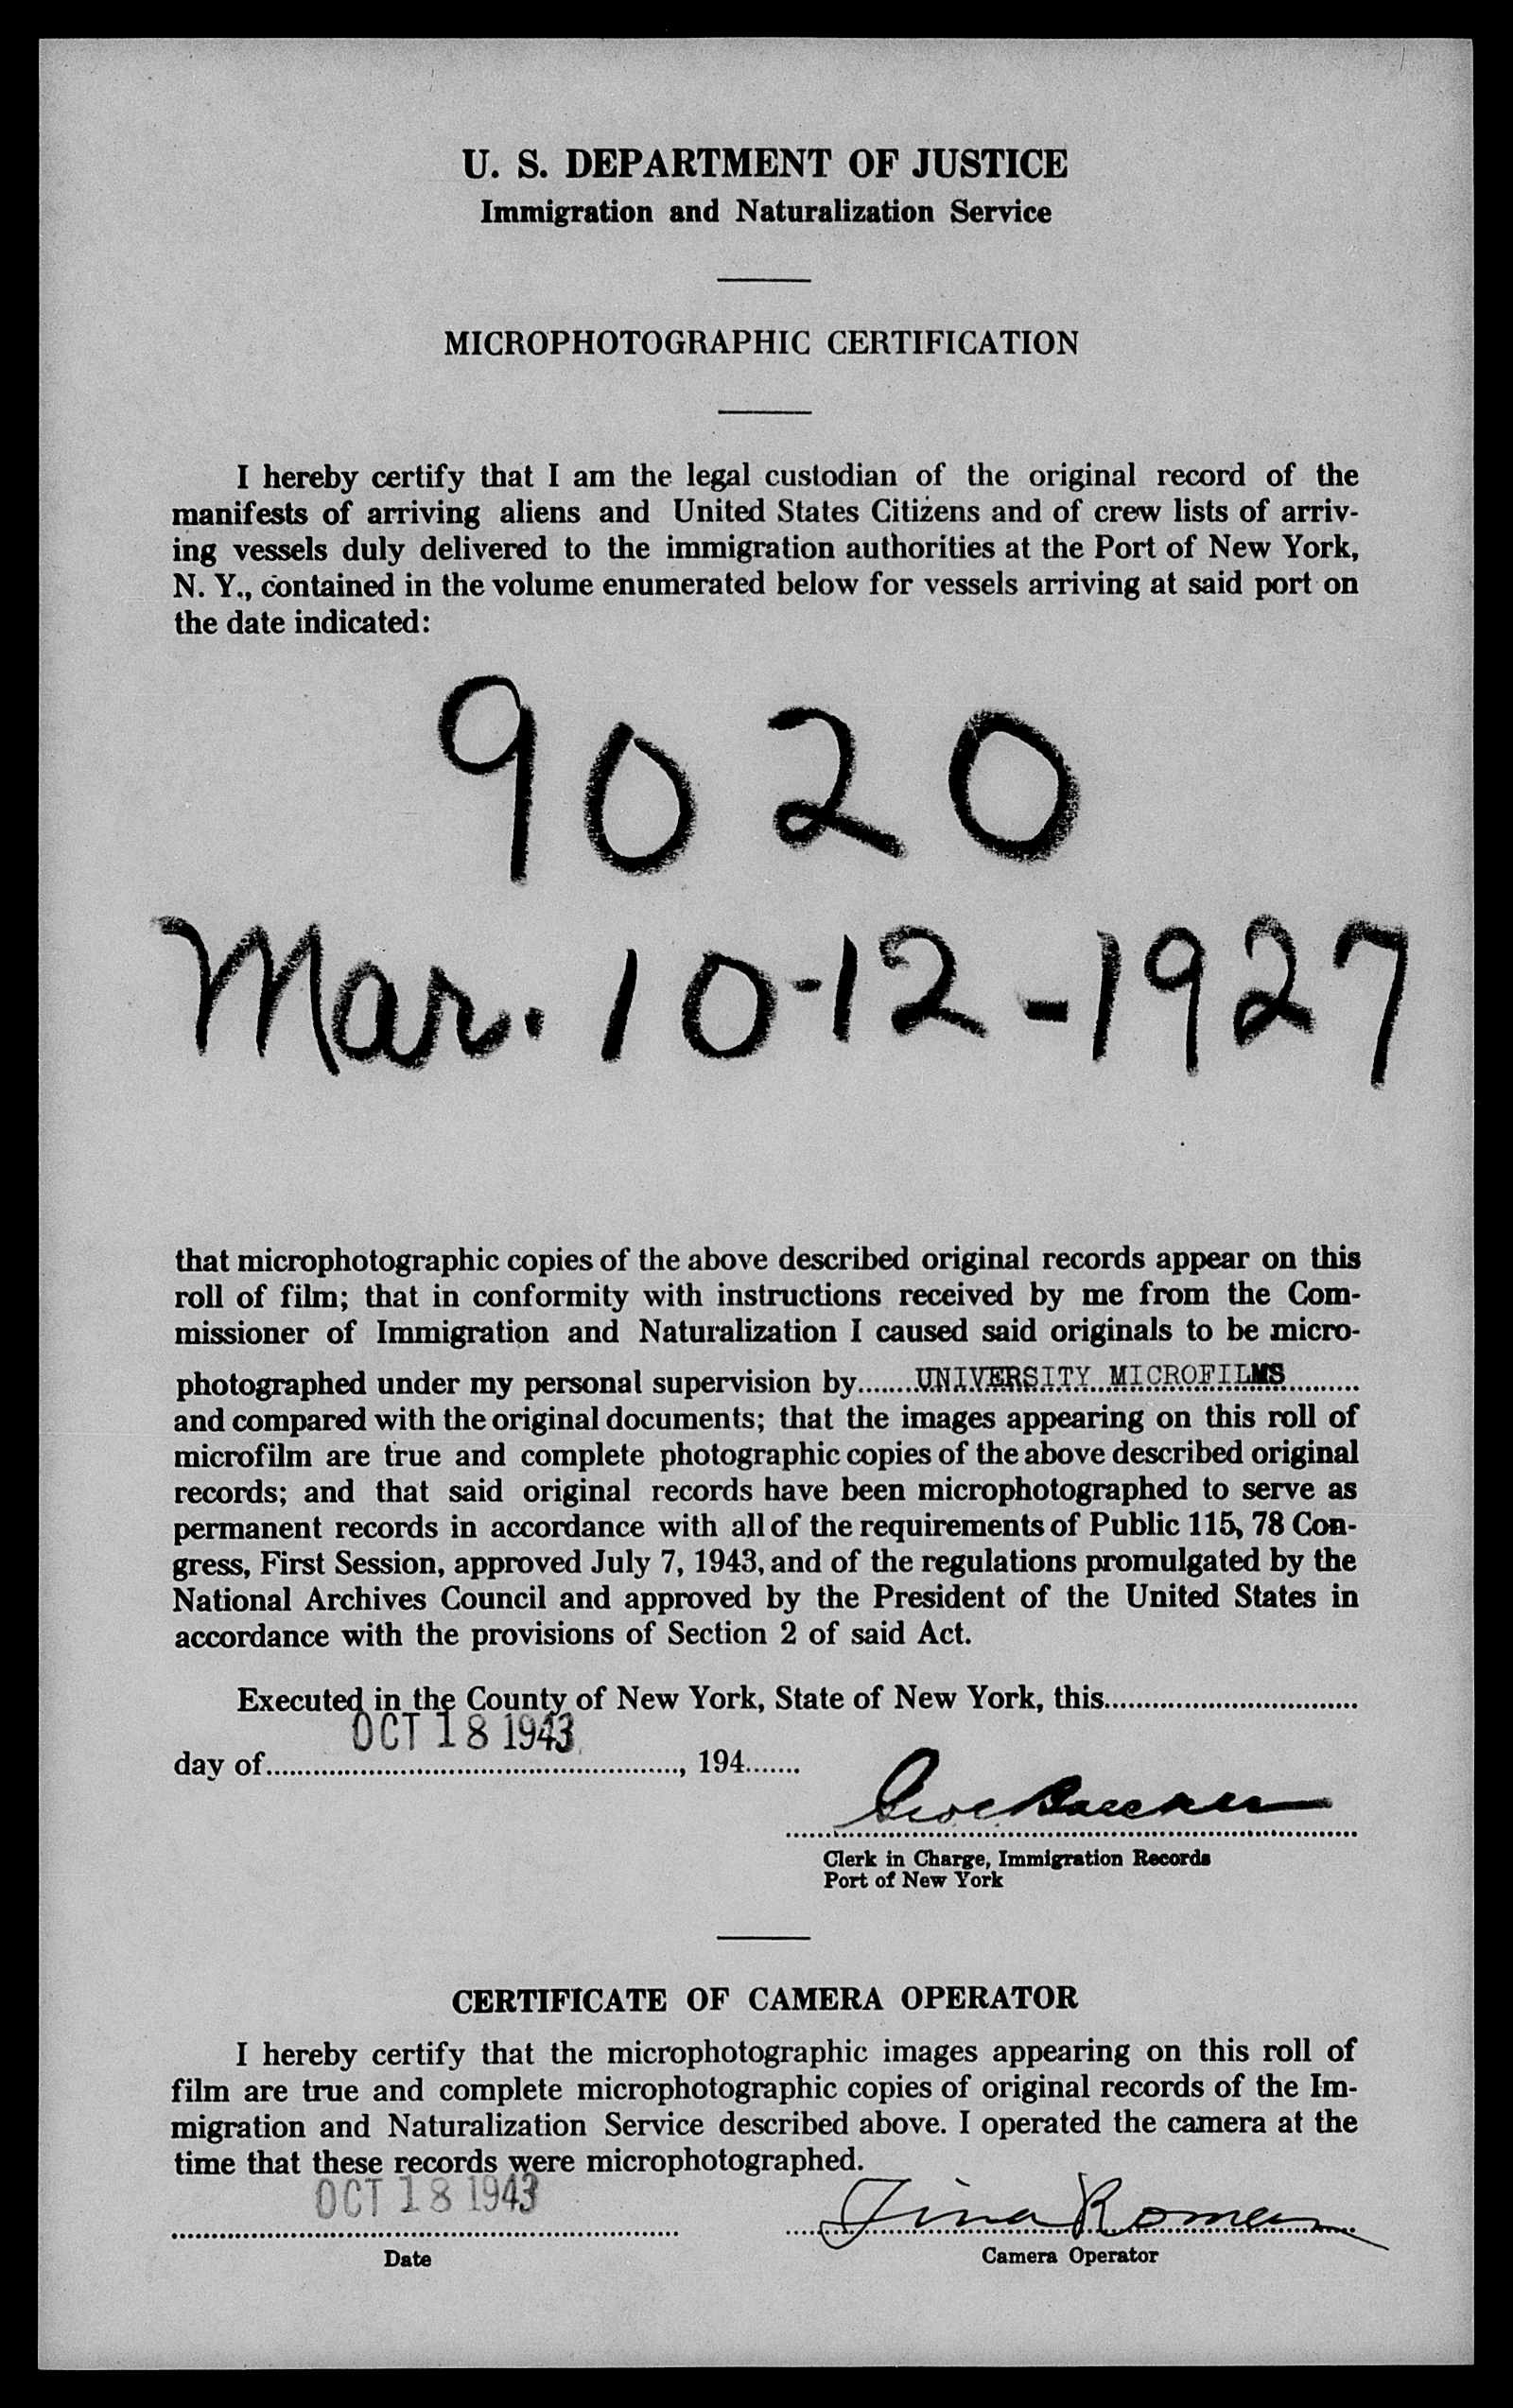 U. S. DEPARTMENT OF JUSTICE
Immigration and Naturalization Service
MICROPHOTOGRAPHIC CERTIFICATION
I hereby certify that I am the legal custodian of the original record of the
manifests of arriving aliens and United States Citizens and of crew lists of arriv-
ing vessels duly delivered to the immigration authorities at the Port of New York,
N. Y., contained in the volume enumerated below for vessels arriving at said port on
the date indicated:
9020
Mar. 10-12-1927
that microphotographic copies of the above described original records appear on this
roll of film; that in conformity with instructions received by me from the Com-
missioner of Immigration and Naturalization I caused said originals to be micro-
photographed under my personal supervision by UNIVERSITY MICROFILMS
and compared with the original documents; that the images appearing on this roll of
microfilm are true and complete photographic copies of the above described original
records; and that said original records have been microphotographed to serve as
permanent records in accordance with all of the requirements of Public 115, 78 Con-
gress, First Session, approved July 7, 1943, and of the regulations promulgated by the
National Archives Council and approved by the President of the United States in
accordance with the provisions of Section 2 of said Act.
Executed in the County of New York, State of New York, this
OCT 18 1943
day of, 194
Clerk in Charge, Immigration Records
Port of New York
CERTIFICATE OF CAMERA OPERATOR
I hereby certify that the microphotographic images appearing on this roll of
film are true and complete microphotographic copies of original records of the Im-
migration and Naturalization Service described above. I operated the camera at the
time that these records were microphotographed.
OCT 18 1943
Tina
Date
Camera Operator